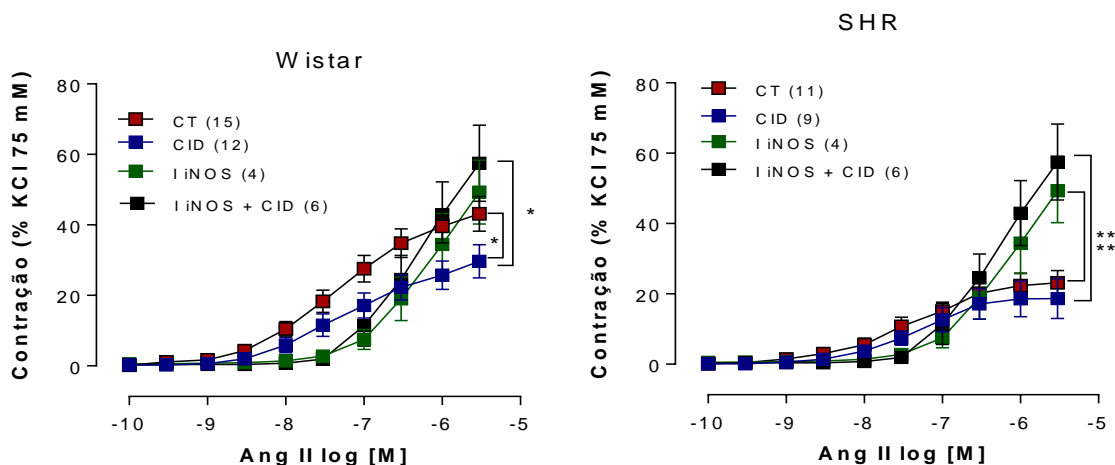 Wistar
Contração (% KCl 75 mM)
80
60
40
20
0
CT (15)
CID (12)
I iNOS (4)
I iNOS + CID (6)
*
*
-10
-9
-8
-7
-6
-5
Ang II log [M]
SHR
Contração (% KCl 75 mM)
80
60
40
20
0
CT (11)
CID (9)
I iNOS (4)
I iNOS + CID (6)
**
**
-10
-9
-8
-7
-6
-5
Ang II log [M]